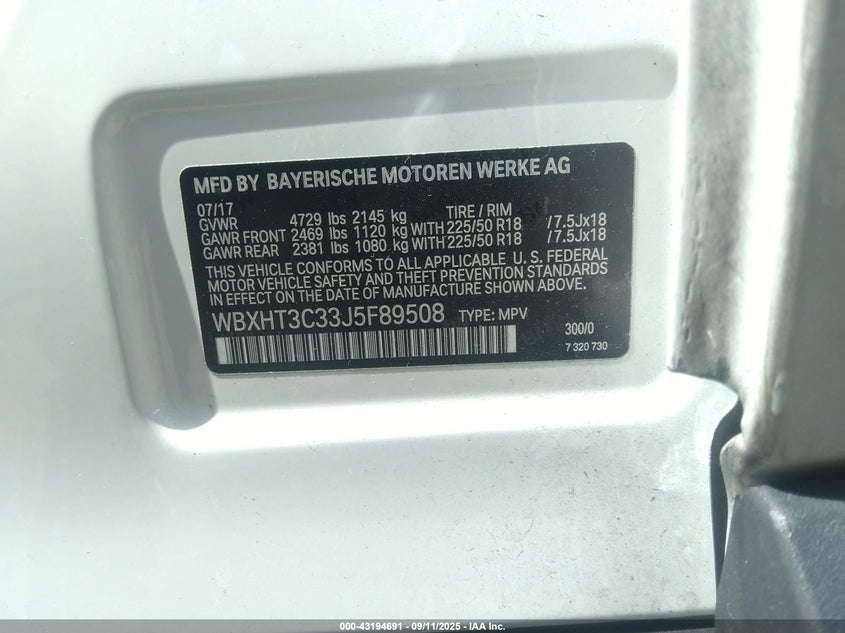 MFD BY BAYERISCHE MOTOREN WERKE AG
07/17 TIRE / RIM
GVWR 4729 lbs 2145 kg
GAWR FRONT 2469 lbs 1120 kg WITH 225/50 R18 / 7.5Jx18
GAWR REAR 2381 lbs 1080 kg WITH 225/50 R18 / 7.5Jx18
THIS VEHICLE CONFORMS TO ALL APPLICABLE U. S. FEDERAL
MOTOR VEHICLE SAFETY AND THEFT PREVENTION STANDARDS
IN EFFECT ON THE DATE OF MANUFACTURE SHOWN ABOVE.
WBXHT3C33J5F89508 TYPE: MPV
300/0
7 320 730
000-43194691 - 09/11/2025 - IAA Inc.